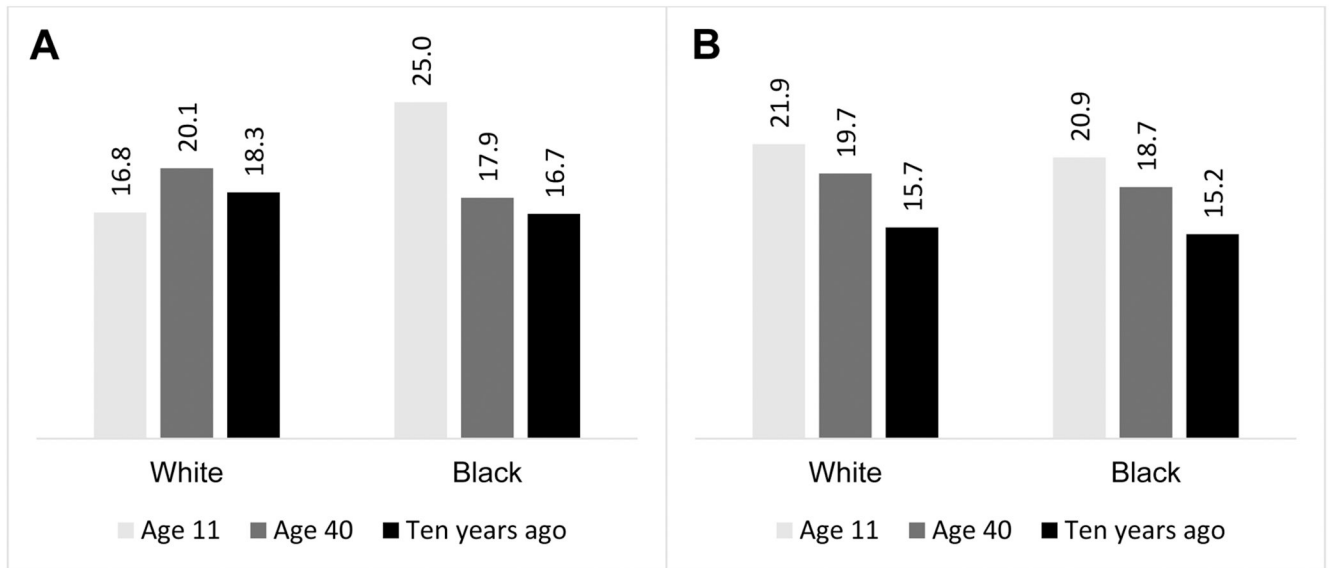 A
16.8
20.1
18.3
25.0
17.9
16.7
White
Black
Age 11
Age 40
Ten years ago
B
21.9
19.7
15.7
20.9
18.7
15.2
White
Black
Age 11
Age 40
Ten years ago